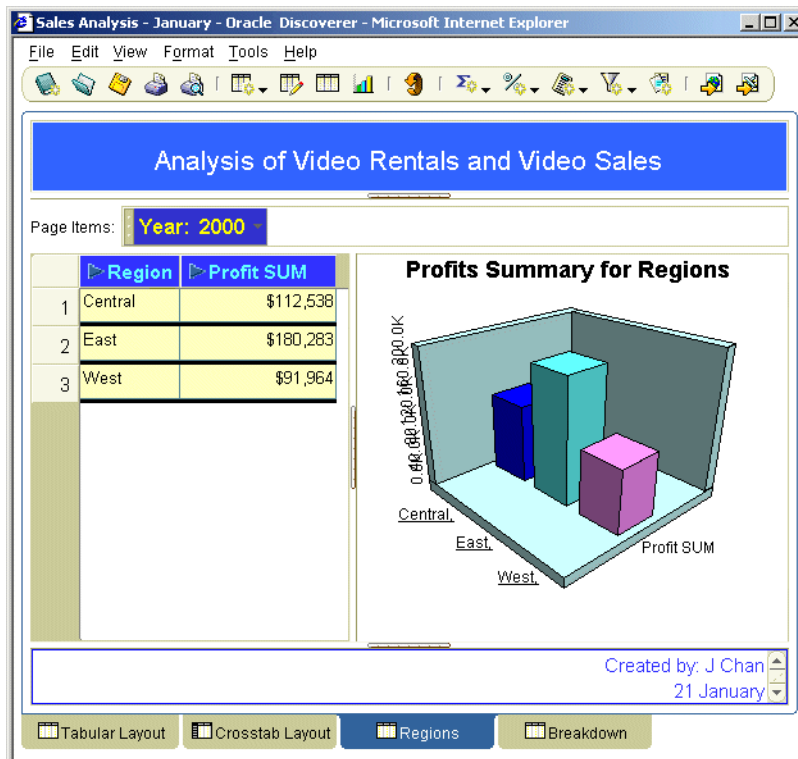 Sales Analysis - January - Oracle Discoverer - Microsoft Internet Explorer
File Edit View Format Tools Help
Analysis of Video Rentals and Video Sales
Page Items: Year: 2000
Region Profit SUM
1 Central $112,538
2 East $180,283
3 West $91,964
Profits Summary for Regions
Central,
East,
West,
Profit SUM
Created by: J Chan
21 January
Tabular Layout Crosstab Layout Regions Breakdown